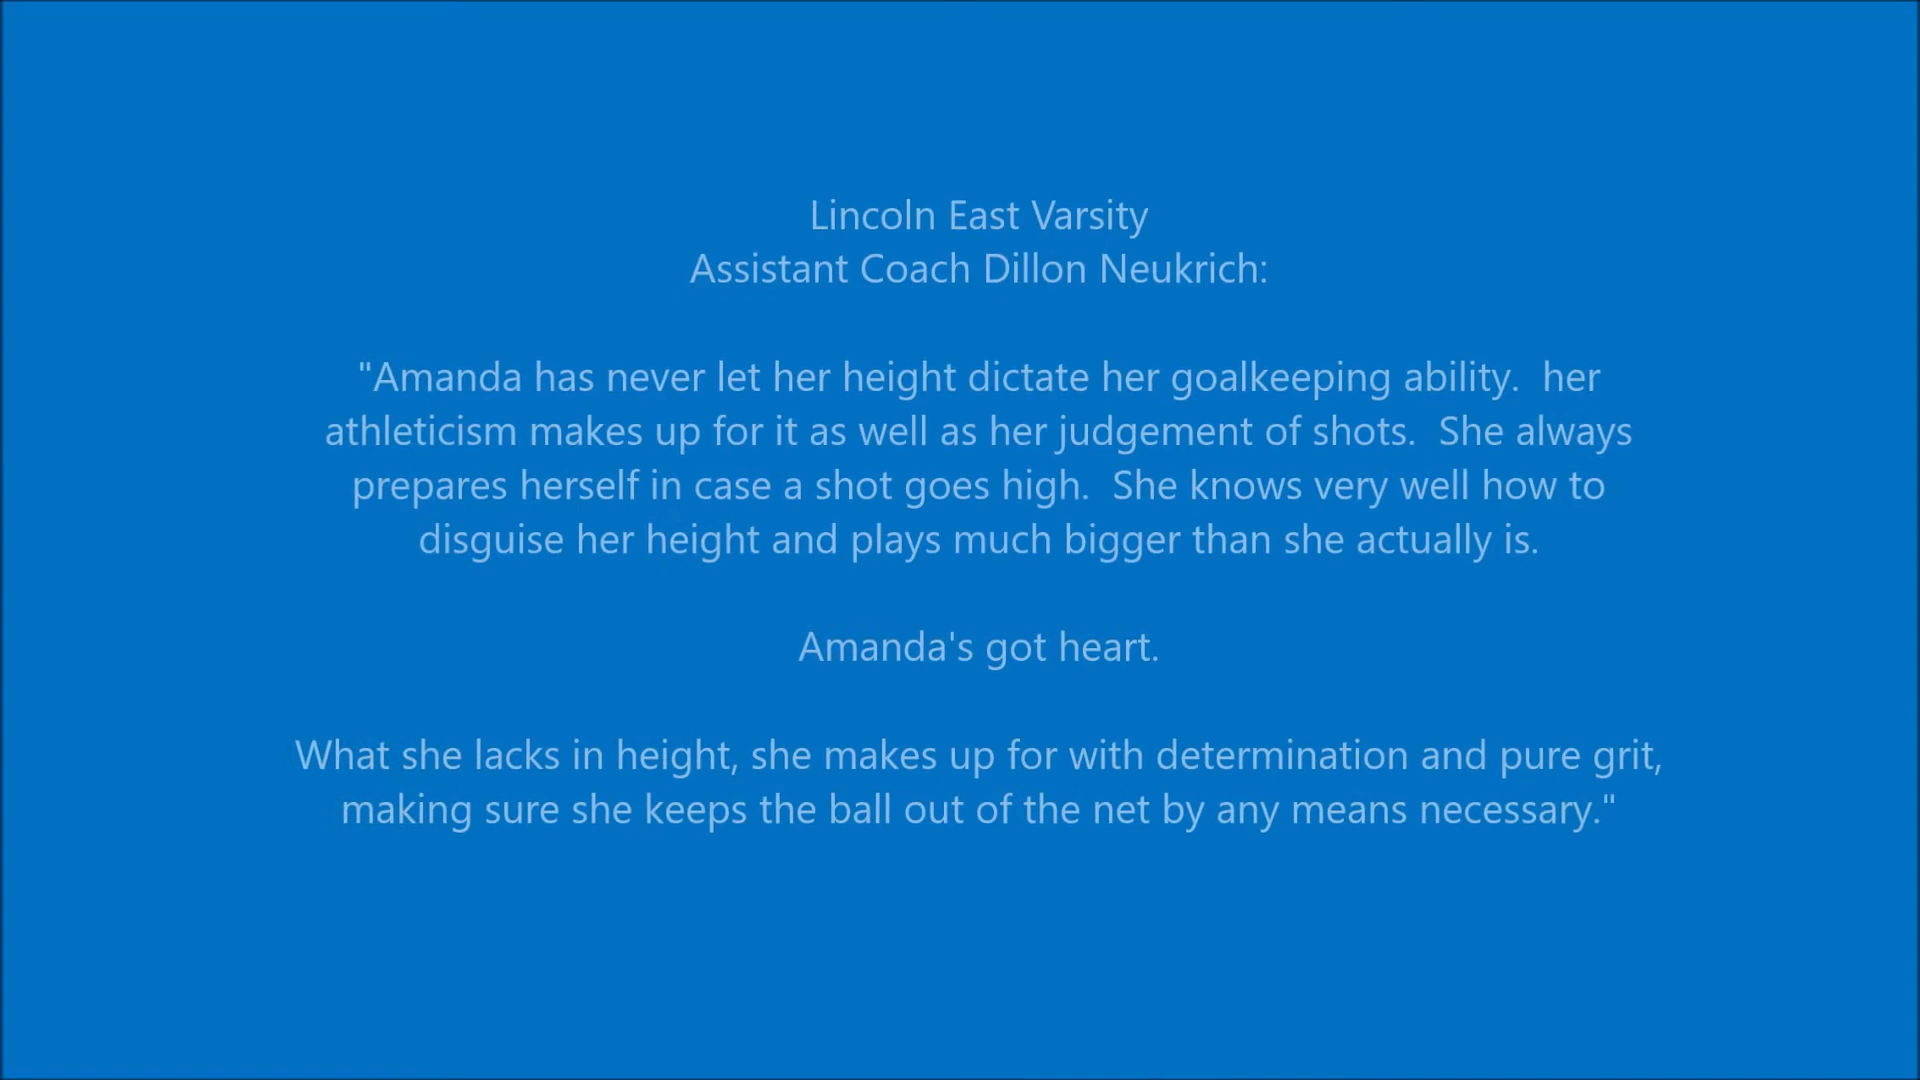 Lincoln East Varsity
Assistant Coach Dillon Neukrich:
"Amanda has never let her height dictate her goalkeeping ability.  her
athleticism makes up for it as well as her judgement of shots.  She always
prepares herself in case a shot goes high.  She knows very well how to
disguise her height and plays much bigger than she actually is.
Amanda's got heart.
What she lacks in height, she makes up for with determination and pure grit,
making sure she keeps the ball out of the net by any means necessary."